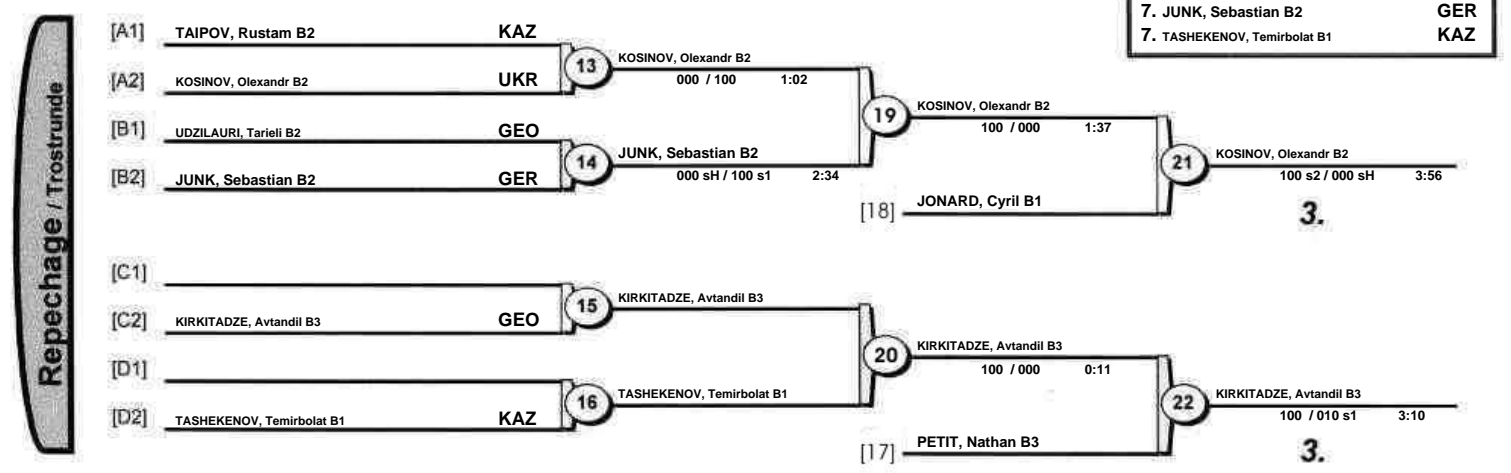 7. JUNK, Sebastian B2 GER
7. TASHEKENOV, Temirbolat B1 KAZ
Repechage / Trostrunde
[A1] TAIPOV, Rustam B2 KAZ
13 KOSINOV, Olexandr B2
000 / 100 1:02
[A2] KOSINOV, Olexandr B2 UKR
19 KOSINOV, Olexandr B2
100 / 000 1:37
[B1] UDZILAURI, Tarieli B2 GEO
14 JUNK, Sebastian B2
000 sH / 100 s1 2:34
[B2] JUNK, Sebastian B2 GER
21 KOSINOV, Olexandr B2
100 s2 / 000 sH 3:56
[18] JONARD, Cyril B1
3.
[C1]
15 KIRKITADZE, Avtandil B3
[C2] KIRKITADZE, Avtandil B3 GEO
20 KIRKITADZE, Avtandil B3
100 / 000 0:11
[D1]
16 TASHEKENOV, Temirbolat B1
[D2] TASHEKENOV, Temirbolat B1 KAZ
22 KIRKITADZE, Avtandil B3
100 / 010 s1 3:10
[17] PETIT, Nathan B3
3.